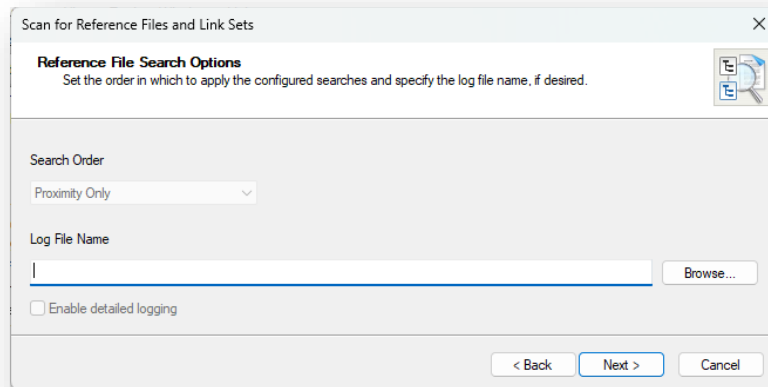 Scan for Reference Files and Link Sets
Reference File Search Options
Set the order in which to apply the configured searches and specify the log file name, if desired.
Search Order
Proximity Only
Log File Name
Browse...
Enable detailed logging
< Back
Next >
Cancel